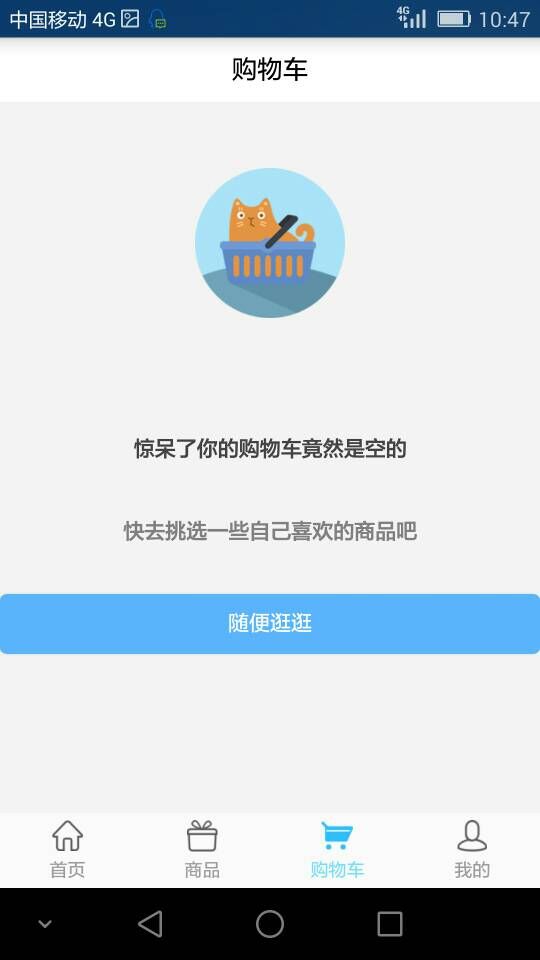 中国移动 4G
4G
10:47
购物车
惊呆了你的购物车竟然是空的
快去挑选一些自己喜欢的商品吧
随便逛逛
首页
商品
购物车
我的